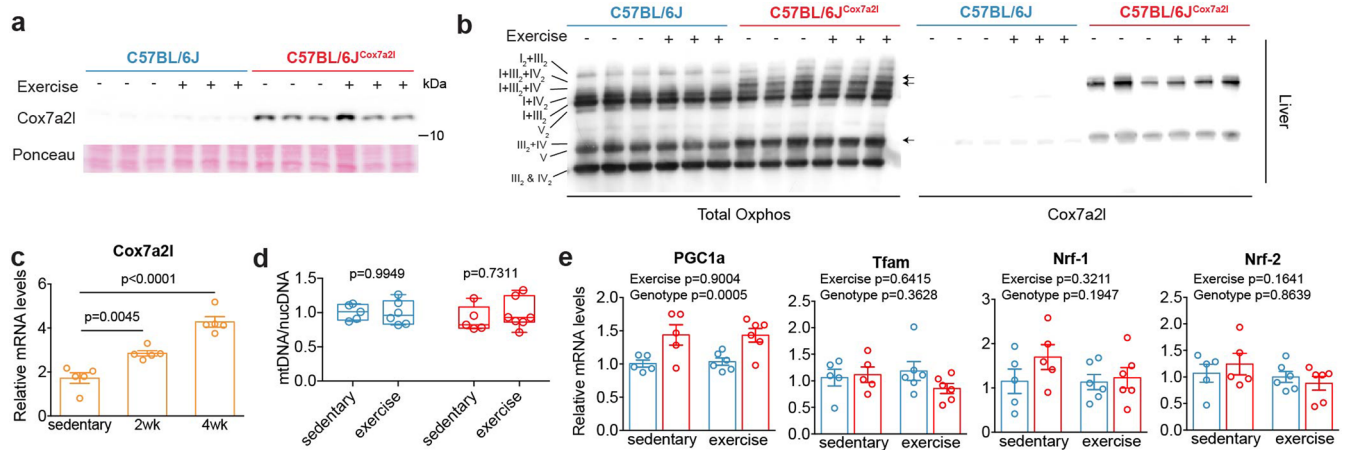 a
C57BL/6J C57BL/6J^Cox7a2l
Exercise - - - + + + - - - + + + kDa
Cox7a2l
10
Ponceau
b
C57BL/6J C57BL/6J^Cox7a2l C57BL/6J C57BL/6J^Cox7a2l
Exercise - - - + + + - - - + + + - - - + + + - - - + + +
I₂+III₂
I+III₂+IV₂
I+III₂+IV
I+IV₂
I+III₂
V₂
III₂+IV
V
III₂ & IV₂
Total Oxphos
Cox7a2l
Liver
c
Cox7a2l
p<0.0001
p=0.0045
Relative mRNA levels
6
4
2
0
sedentary 2wk 4wk
d
p=0.9949 p=0.7311
mtDNA/nucDNA
1.5
1.0
0.5
0.0
sedentary exercise sedentary exercise
e
PGC1a
Exercise p=0.9004
Genotype p=0.0005
Relative mRNA levels
2.0
1.5
1.0
0.5
0.0
sedentary exercise
Tfam
Exercise p=0.6415
Genotype p=0.3628
2.5
2.0
1.5
1.0
0.5
0.0
sedentary exercise
Nrf-1
Exercise p=0.3211
Genotype p=0.1947
3
2
1
0
sedentary exercise
Nrf-2
Exercise p=0.1641
Genotype p=0.8639
2.5
2.0
1.5
1.0
0.5
0.0
sedentary exercise